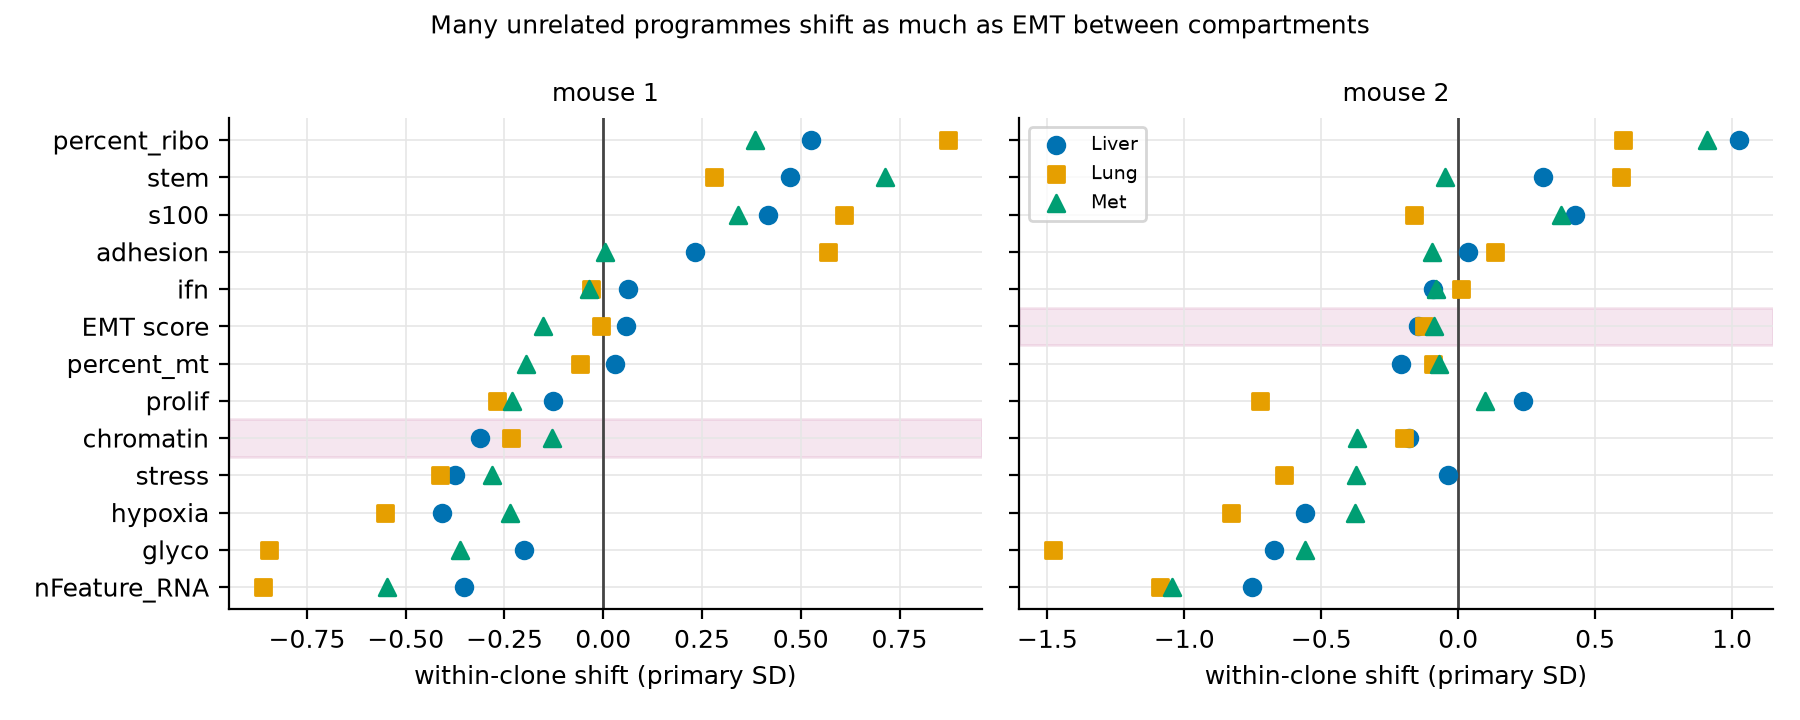 Many unrelated programmes shift as much as EMT between compartments
mouse 1
mouse 2
percent_ribo
stem
s100
adhesion
ifn
EMT score
percent_mt
prolif
chromatin
stress
hypoxia
glyco
nFeature_RNA
Liver
Lung
Met
−0.75 −0.50 −0.25 0.00 0.25 0.50 0.75
−1.5 −1.0 −0.5 0.0 0.5 1.0
within-clone shift (primary SD)
within-clone shift (primary SD)